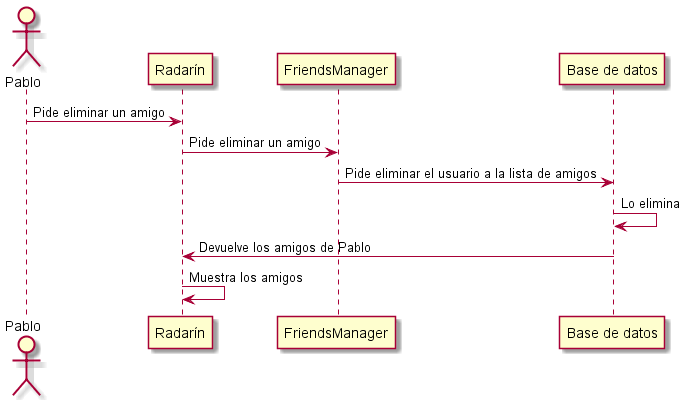 Pablo
Radarín
FriendsManager
Base de datos
Pide eliminar un amigo
Pide eliminar un amigo
Pide eliminar el usuario a la lista de amigos
Lo elimina
Devuelve los amigos de Pablo
Muestra los amigos
Pablo
Radarín
FriendsManager
Base de datos